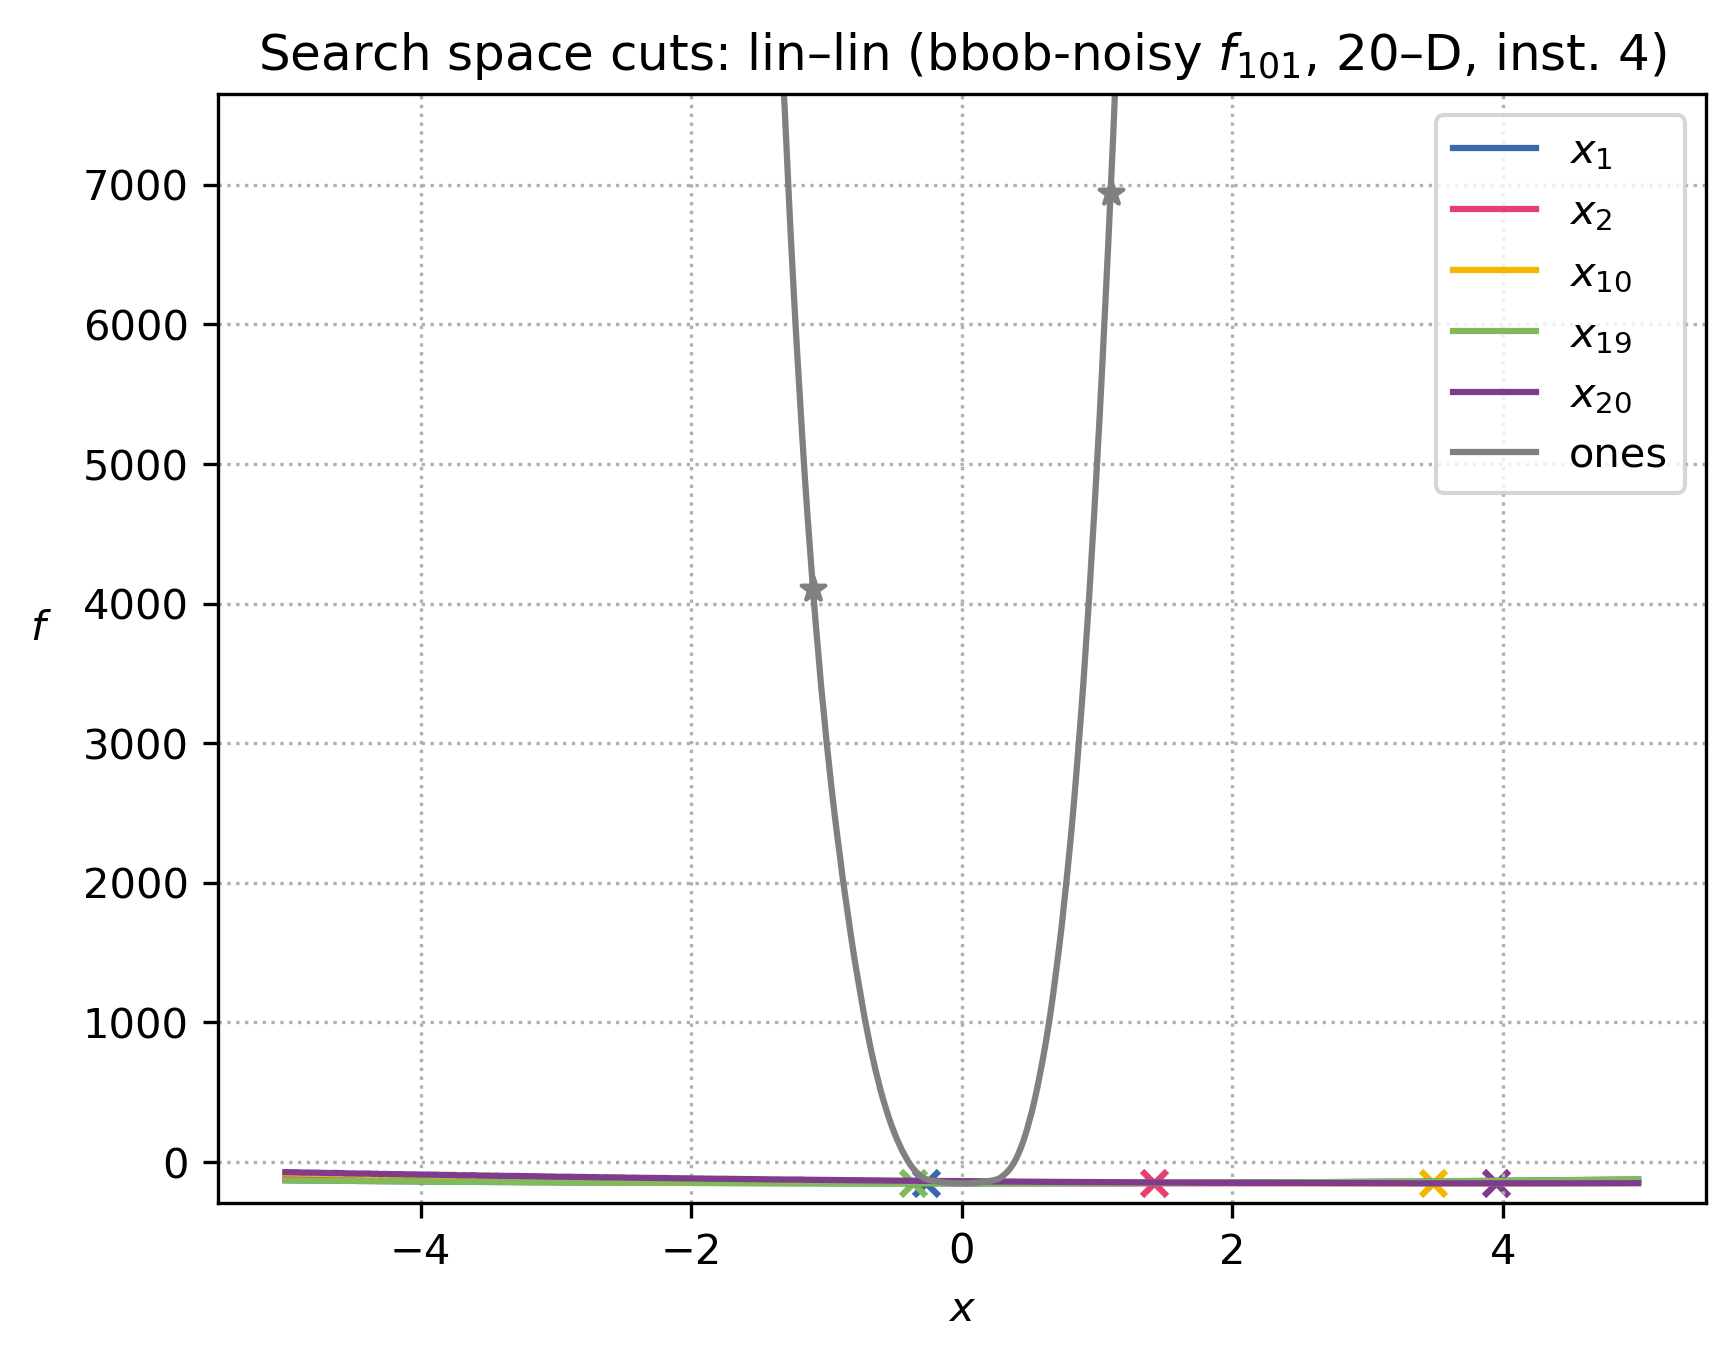 Search space cuts: lin–lin (bbob-noisy f101, 20–D, inst. 4)
7000
6000
5000
4000
3000
2000
1000
0
f
x1
x2
x10
x19
x20
ones
−4 −2 0 2 4
x